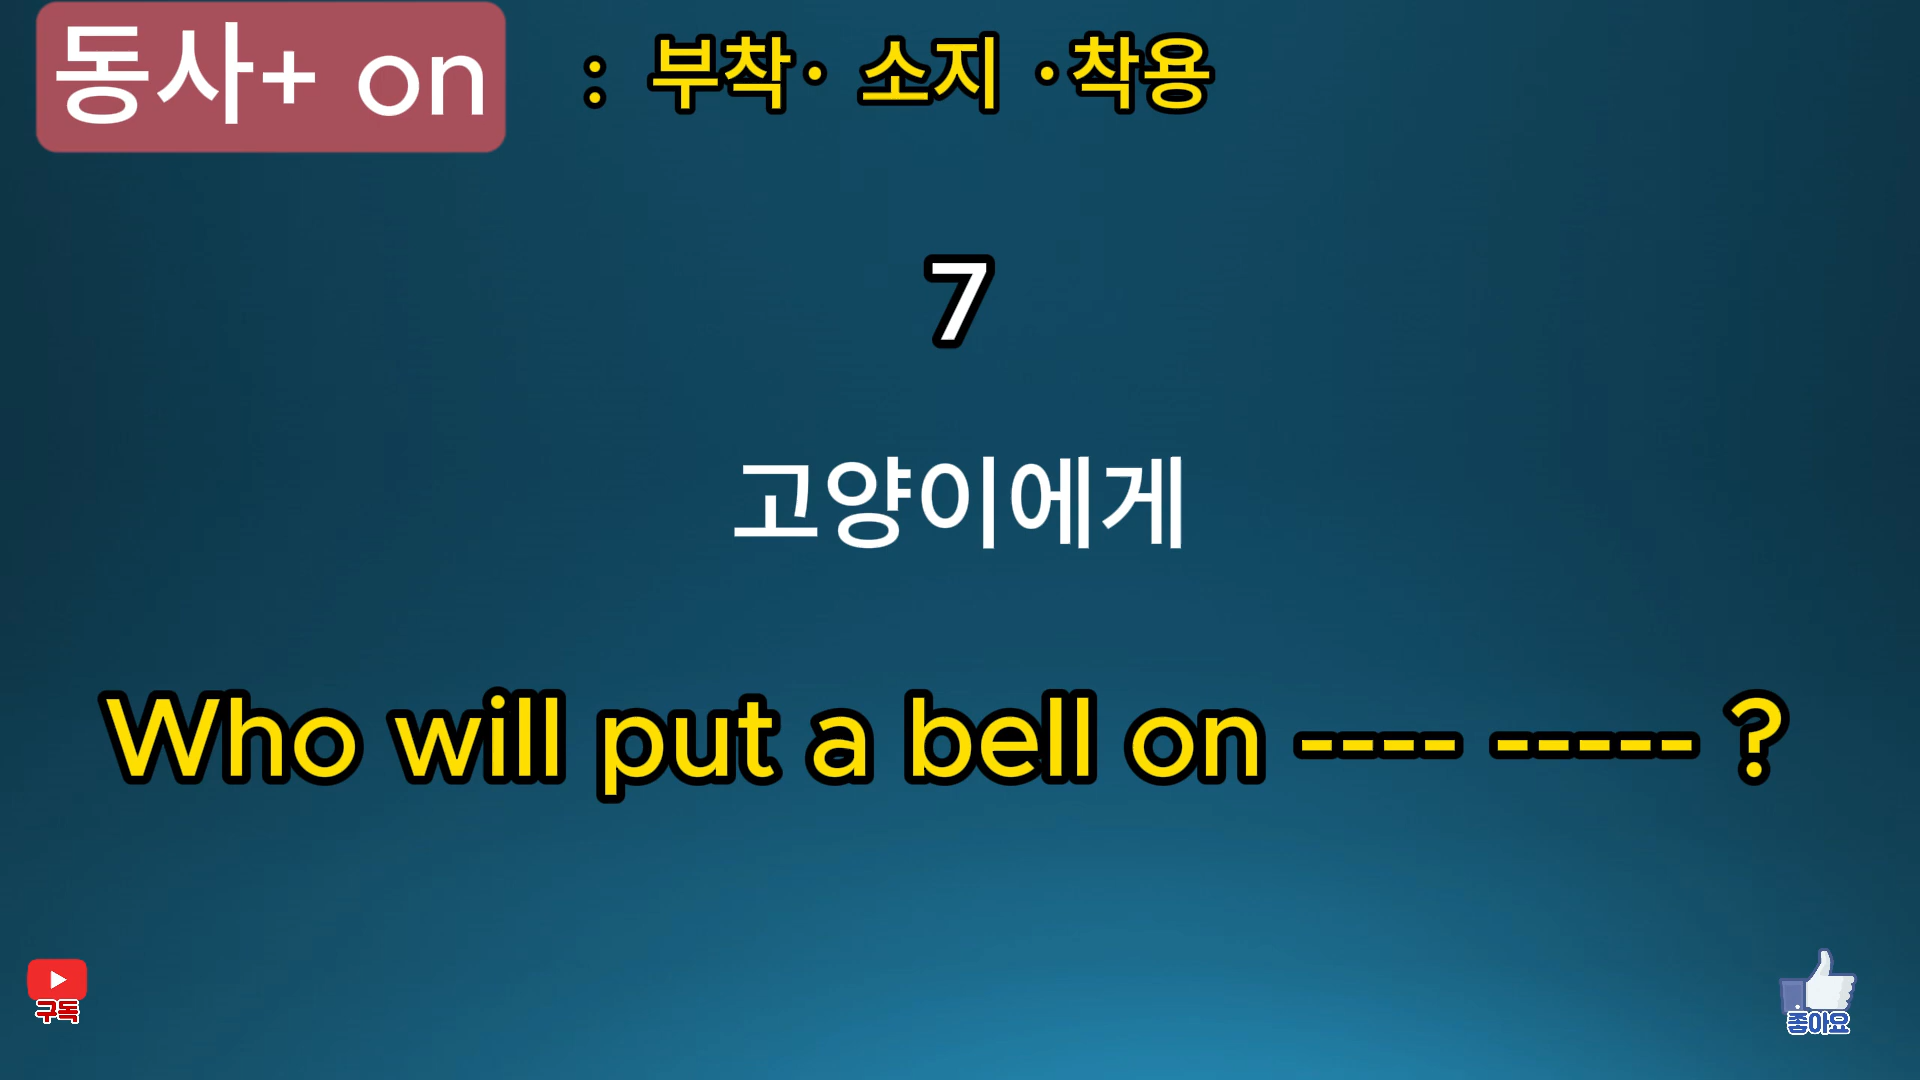 동사+ on : 부착· 소지 ·착용
7
고양이에게
Who will put a bell on ---- ----- ?
구독
좋아요